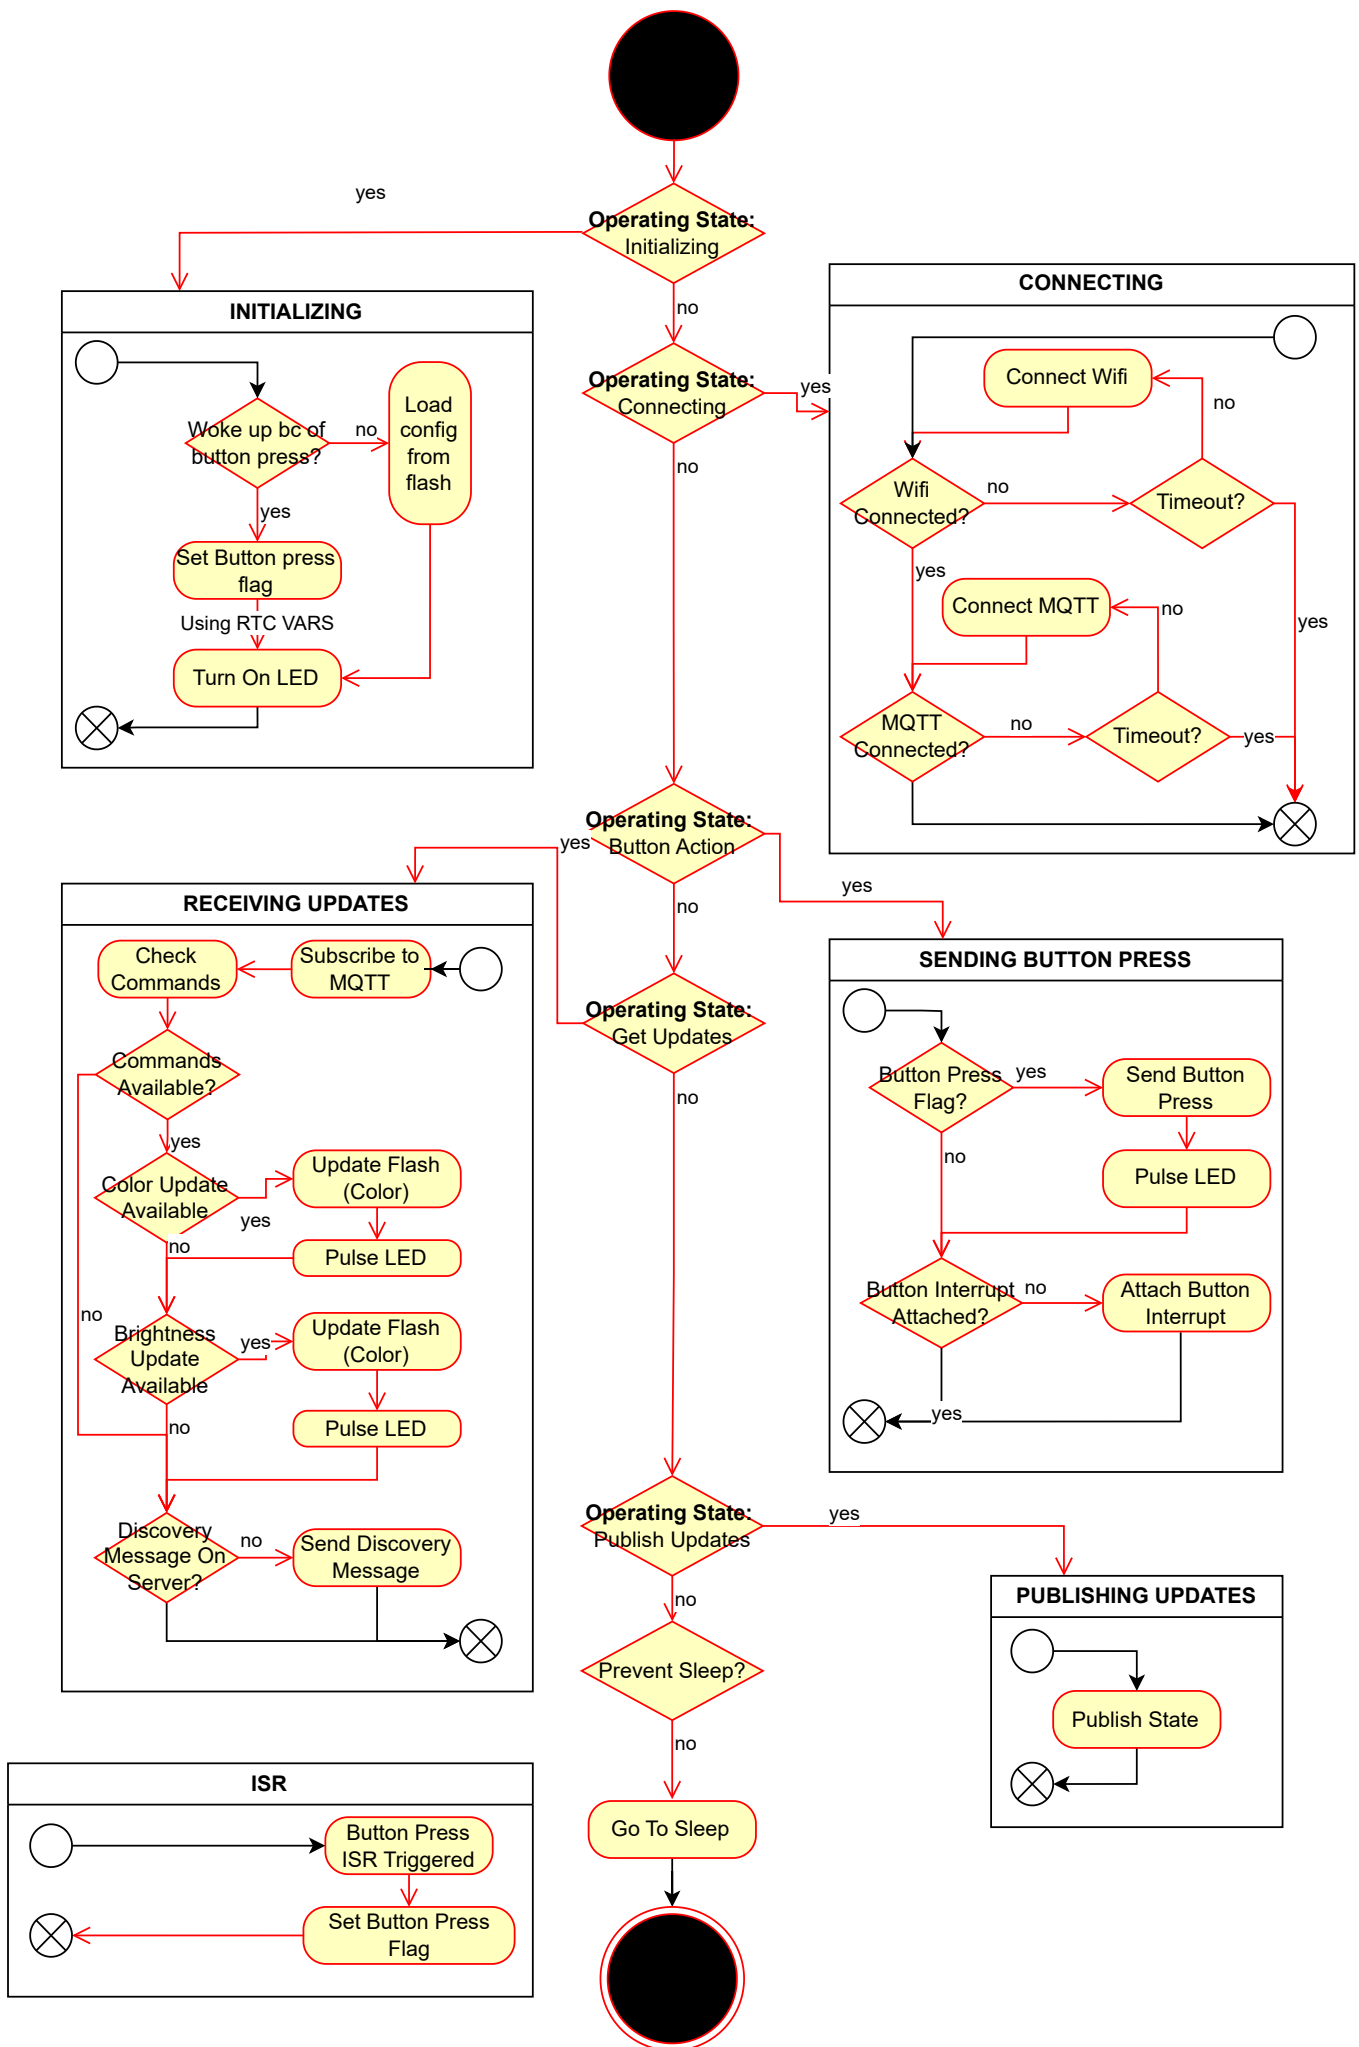 yes
Operating State:
Initializing
no
INITIALIZING
Woke up bc of
button press?
no
Load
config
from
flash
yes
Set Button press
flag
Using RTC VARS
Turn On LED
Operating State:
Connecting
yes
no
CONNECTING
Connect Wifi
no
Wifi
Connected?
no
Timeout?
yes
yes
Connect MQTT
no
MQTT
Connected?
no
Timeout?
yes
Operating State:
Button Action
yes
yes
no
RECEIVING UPDATES
Check
Commands
Subscribe to
MQTT
Commands
Available?
yes
no
Color Update
Available
yes
Update Flash
(Color)
no
Pulse LED
Brightness
Update
Available
yes
Update Flash
(Color)
no
Pulse LED
Discovery
Message On
Server?
no
Send Discovery
Message
Operating State:
Get Updates
no
SENDING BUTTON PRESS
Button Press
Flag?
yes
Send Button
Press
no
Pulse LED
Button Interrupt
Attached?
no
Attach Button
Interrupt
yes
Operating State:
Publish Updates
yes
no
PUBLISHING UPDATES
Publish State
Prevent Sleep?
no
Go To Sleep
ISR
Button Press
ISR Triggered
Set Button Press
Flag